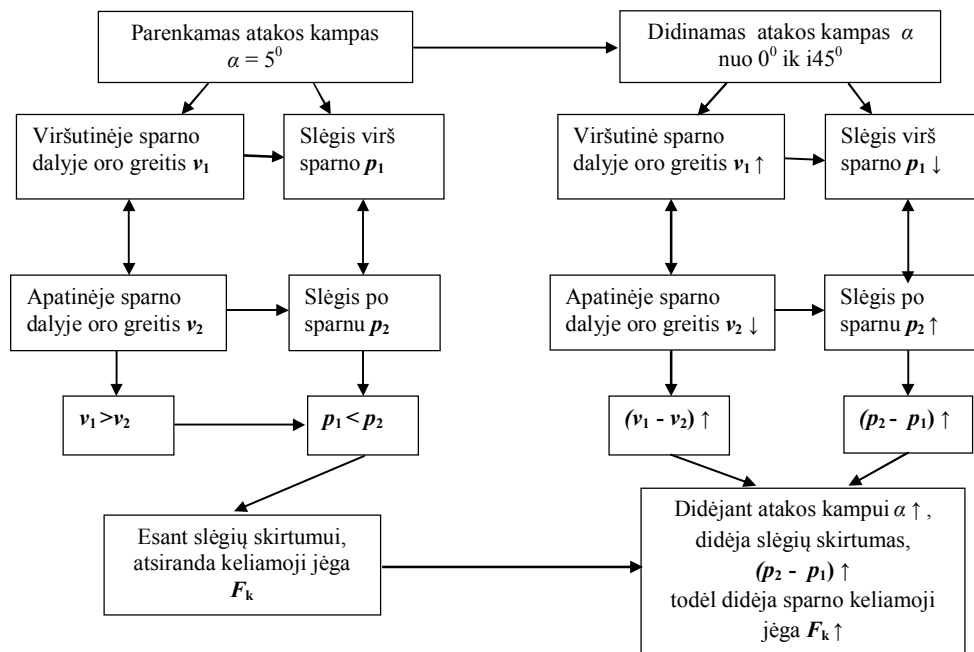 Parenkamas atakos kampas
α = 5⁰
Didinamas atakos kampas α
nuo 0⁰ ik i45⁰
Viršutinėje sparno
dalyje oro greitis v₁
Slėgis virš
sparno p₁
Viršutinė sparno
dalyje oro greitis
v₁ ↑
Slėgis virš
sparno p₁ ↓
Apatinėje sparno
dalyje oro greitis v₂
Slėgis po
sparnu p₂
Apatinėje sparno
dalyje oro greitis
v₂ ↓
Slėgis po
sparnu p₂ ↑
v₁ >v₂
p₁ < p₂
(v₁ - v₂) ↑
(p₂ - p₁) ↑
Esant slėgių skirtumui,
atsiranda keliamoji jėga
Fₖ
Didėjant atakos kampui α ↑ ,
didėja slėgių skirtumas,
(p₂ - p₁) ↑
todėl didėja sparno keliamoji
jėga Fₖ ↑